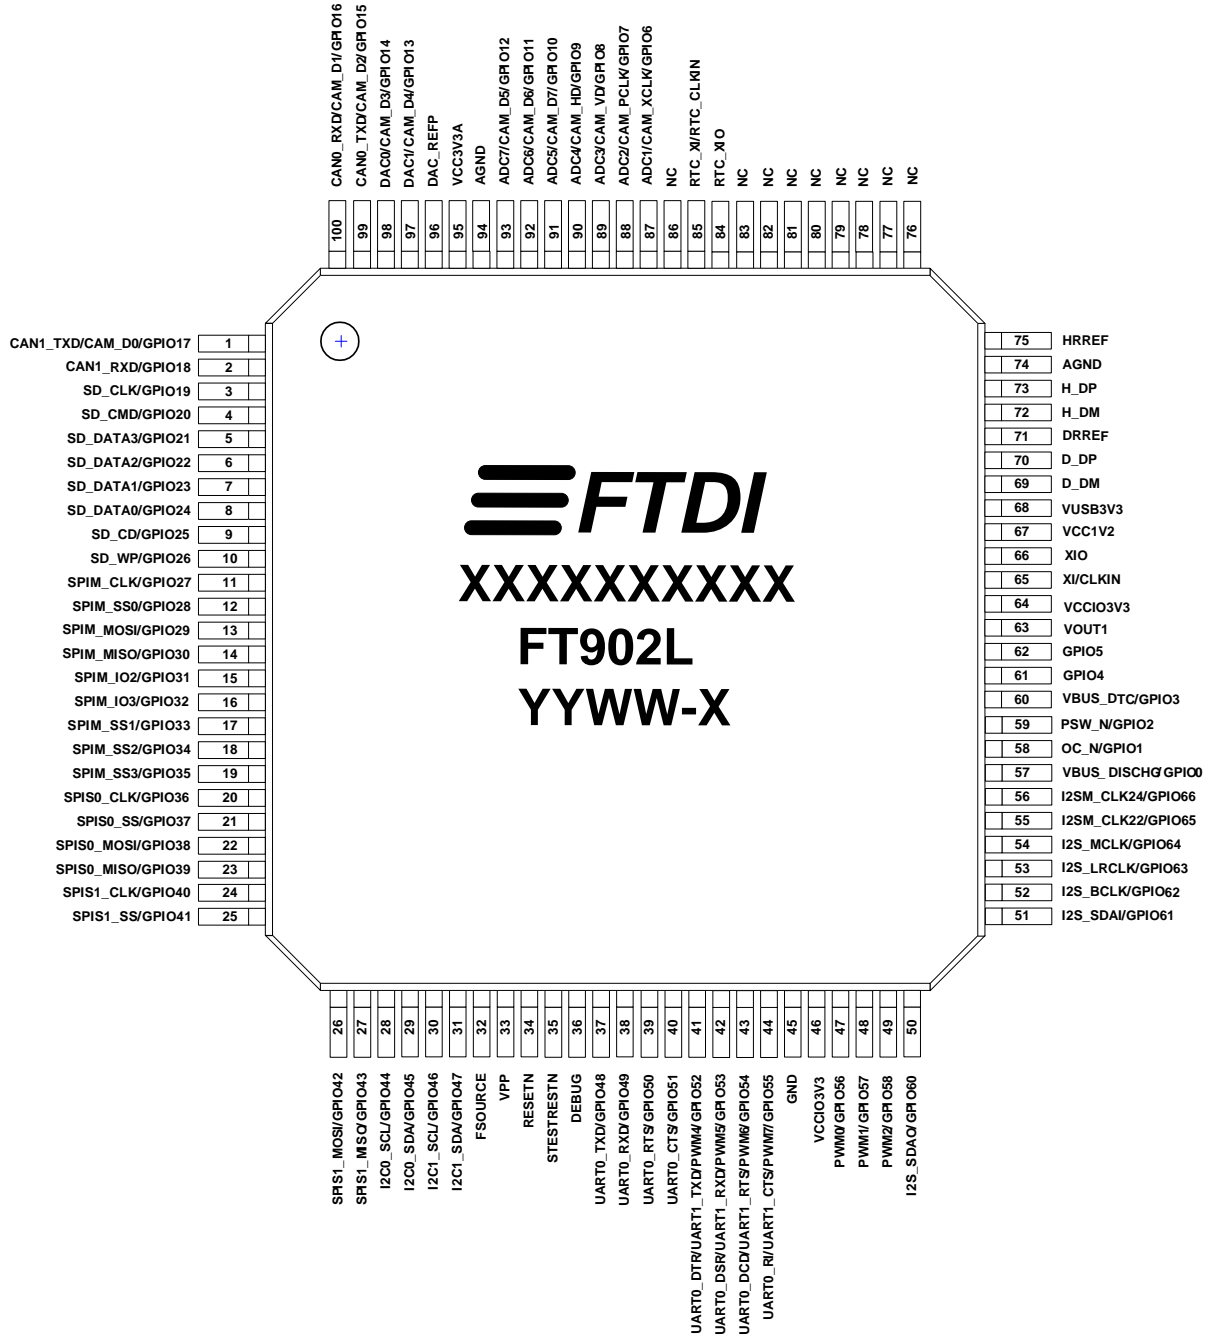 CAN0_RXD/CAM_D1/GPIO16
CAN0_TXD/CAM_D2/GPIO15
DAC0/CAM_D3/GPIO14
DAC1/CAM_D4/GPIO13
DAC_REFP
VCC3V3A
AGND
ADC7/CAM_D5/GPIO12
ADC6/CAM_D6/GPIO11
ADC5/CAM_D7/GPIO10
ADC4/CAM_HD/GPIO9
ADC3/CAM_VD/GPIO8
ADC2/CAM_PCLK/GPIO7
ADC1/CAM_XCLK/GPIO6
NC
RTC_XI/RTC_CLKIN
RTC_XIO
NC
NC
NC
NC
NC
NC
NC
NC
100
99
98
97
96
95
94
93
92
91
90
89
88
87
86
85
84
83
82
81
80
79
78
77
76
CAN1_TXD/CAM_D0/GPIO17 1
CAN1_RXD/GPIO18 2
SD_CLK/GPIO19 3
SD_CMD/GPIO20 4
SD_DATA3/GPIO21 5
SD_DATA2/GPIO22 6
SD_DATA1/GPIO23 7
SD_DATA0/GPIO24 8
SD_CD/GPIO25 9
SD_WP/GPIO26 10
SPIM_CLK/GPIO27 11
SPIM_SS0/GPIO28 12
SPIM_MOSI/GPIO29 13
SPIM_MISO/GPIO30 14
SPIM_IO2/GPIO31 15
SPIM_IO3/GPIO32 16
SPIM_SS1/GPIO33 17
SPIM_SS2/GPIO34 18
SPIM_SS3/GPIO35 19
SPIS0_CLK/GPIO36 20
SPIS0_SS/GPIO37 21
SPIS0_MOSI/GPIO38 22
SPIS0_MISO/GPIO39 23
SPIS1_CLK/GPIO40 24
SPIS1_SS/GPIO41 25
FTDI
XXXXXXXXXX
FT902L
YYWW-X
75 HRREF
74 AGND
73 H_DP
72 H_DM
71 DRREF
70 D_DP
69 D_DM
68 VUSB3V3
67 VCC1V2
66 XIO
65 XI/CLKIN
64 VCCIO3V3
63 VOUT1
62 GPIO5
61 GPIO4
60 VBUS_DTC/GPIO3
59 PSW_N/GPIO2
58 OC_N/GPIO1
57 VBUS_DISCHG/GPIO0
56 I2SM_CLK24/GPIO66
55 I2SM_CLK22/GPIO65
54 I2S_MCLK/GPIO64
53 I2S_LRCLK/GPIO63
52 I2S_BCLK/GPIO62
51 I2S_SDAI/GPIO61
26
27
28
29
30
31
32
33
34
35
36
37
38
39
40
41
42
43
44
45
46
47
48
49
50
SPIS1_MOSI/GPIO42
SPIS1_MISO/GPIO43
I2C0_SCL/GPIO44
I2C0_SDA/GPIO45
I2C1_SCL/GPIO46
I2C1_SDA/GPIO47
FSOURCE
VPP
RESETN
STESTRESTN
DEBUG
UART0_TXD/GPIO48
UART0_RXD/GPIO49
UART0_RTS/GPIO50
UART0_CTS/GPIO51
UART0_DTR/UART1_TXD/PWM4/GPIO52
UART0_DSR/UART1_RXD/PWM5/GPIO53
UART0_DCD/UART1_RTS/PWM6/GPIO54
UART0_RI/UART1_CTS/PWM7/GPIO55
GND
VCCIO3V3
PWM0/GPIO56
PWM1/GPIO57
PWM2/GPIO58
I2S_SDAO/GPIO60